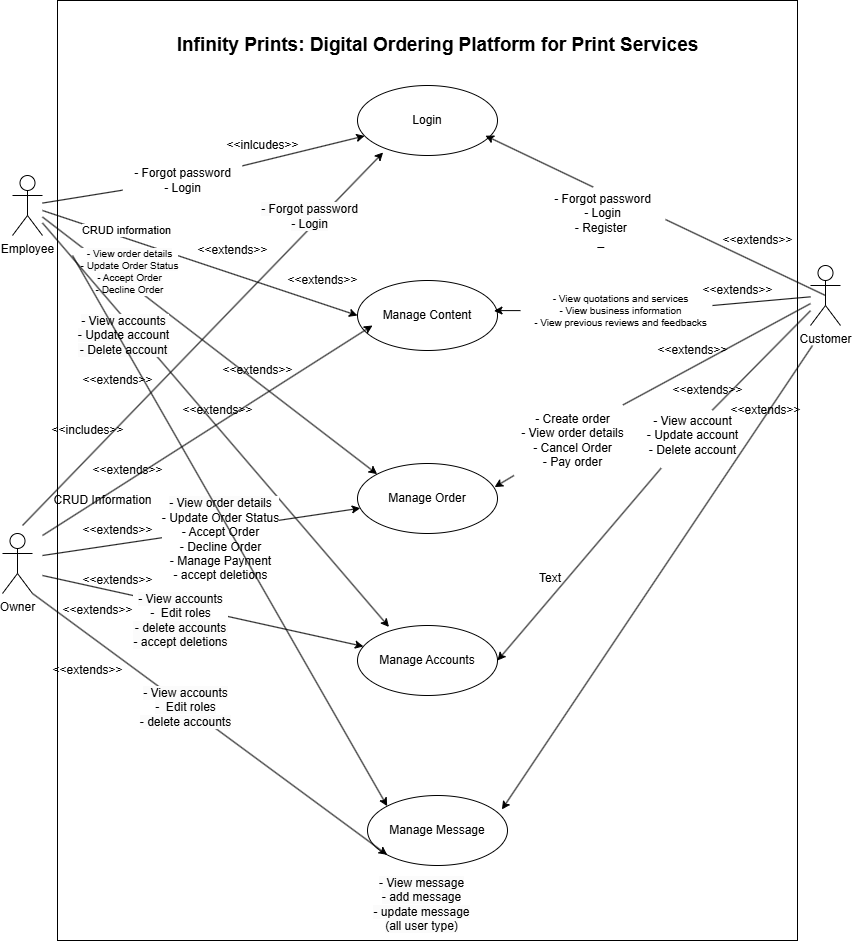 Infinity Prints: Digital Ordering Platform for Print Services
Login
<<inlcudes>>
- Forgot password
- Login
Employee
- Forgot password
- Login
- Forgot password
- Login
- Register
–
<<extends>>
CRUD information
<<extends>>
- View order details
- Update Order Status
- Accept Order
- Decline Order
<<extends>>
Manage Content
- View quotations and services
- View business information
- View previous reviews and feedbacks
<<extends>>
Customer
- View accounts
- Update account
- Delete account
<<extends>>
<<extends>>
<<extends>>
<<extends>>
<<extends>>
<<extends>>
- Create order
- View order details
- Cancel Order
- Pay order
- View account
- Update account
- Delete account
<<includes>>
<<extends>>
CRUD Information
Manage Order
- View order details
- Update Order Status
- Accept Order
- Decline Order
- Manage Payment
- accept deletions
<<extends>>
Owner
<<extends>>
Text
<<extends>>
- View accounts
- Edit roles
- delete accounts
- accept deletions
Manage Accounts
<<extends>>
- View accounts
- Edit roles
- delete accounts
Manage Message
- View message
- add message
- update message
(all user type)